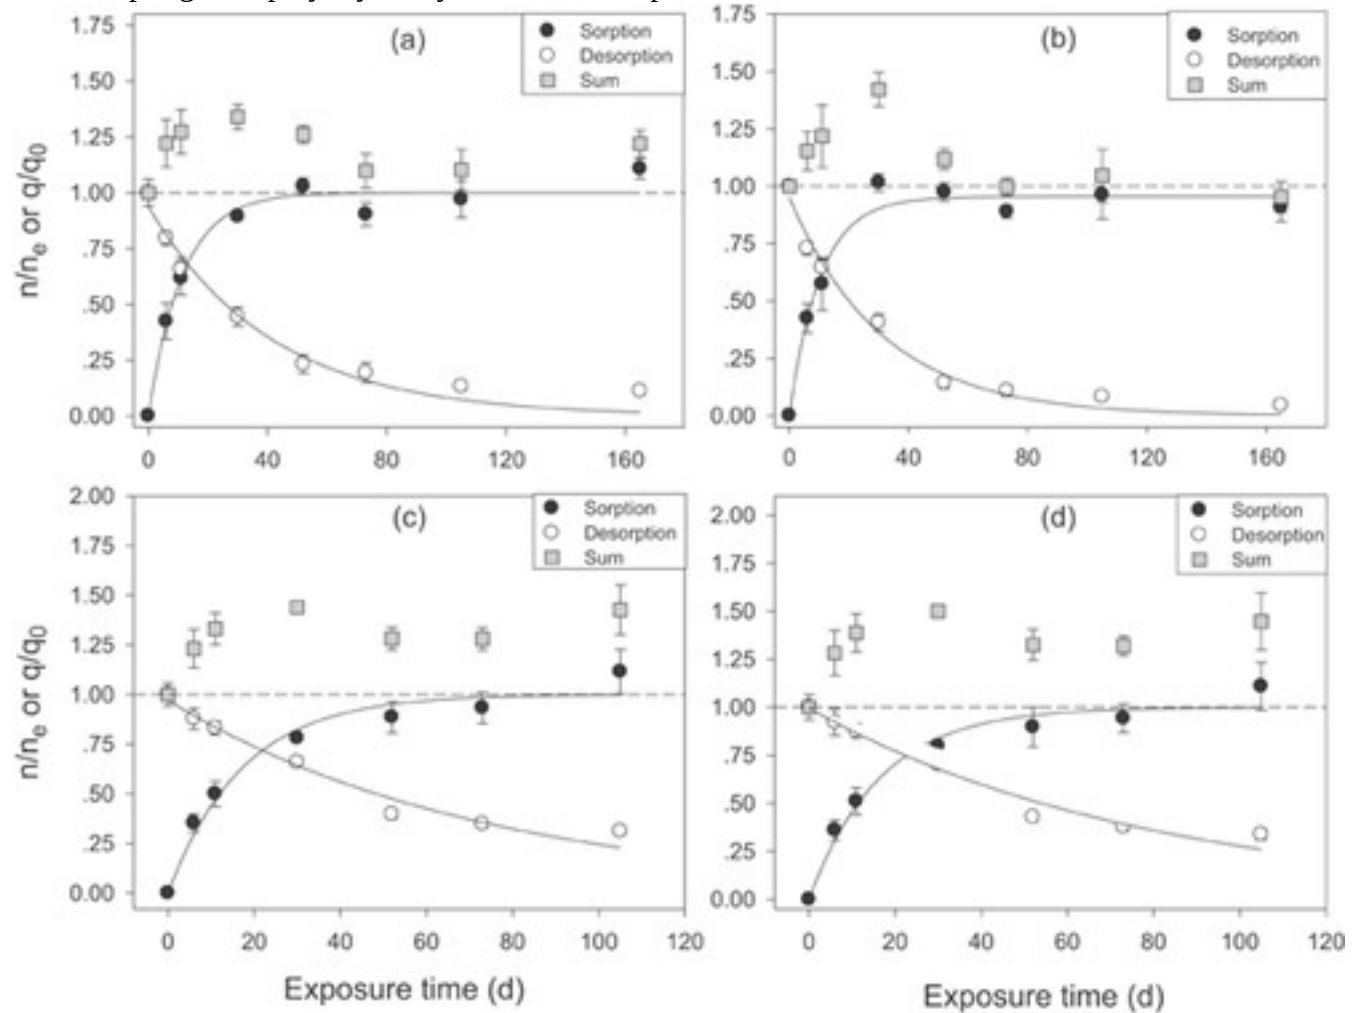 1.75
1.50
1.25
1.00
.75
.50
.25
0.00
n/ne or q/q0
(a)
Sorption
Desorption
Sum
0 40 80 120 160
1.75
1.50
1.25
1.00
.75
.50
.25
0.00
(b)
Sorption
Desorption
Sum
0 40 80 120 160
2.00
1.75
1.50
1.25
1.00
.75
.50
.25
0.00
n/ne or q/q0
(c)
Sorption
Desorption
Sum
0 20 40 60 80 100 120
Exposure time (d)
2.00
1.75
1.50
1.25
1.00
.75
.50
.25
0.00
(d)
Sorption
Desorption
Sum
0 20 40 60 80 100 120
Exposure time (d)